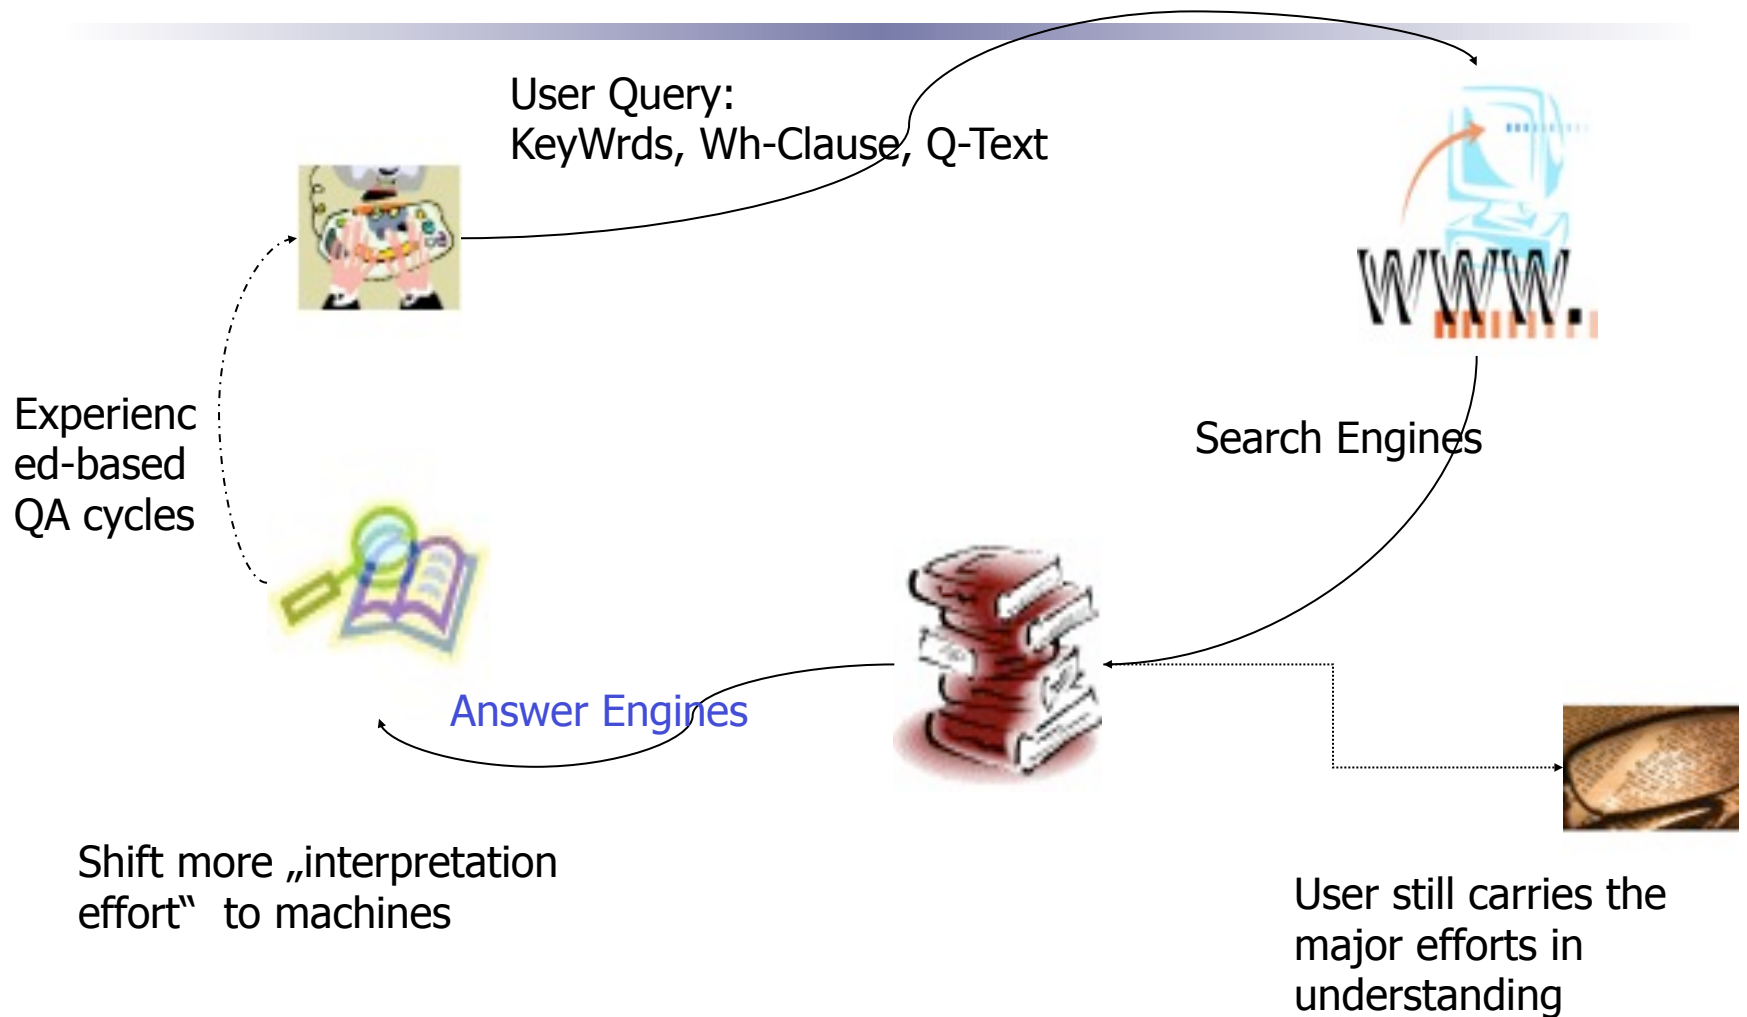 User Query:
KeyWrds, Wh-Clause, Q-Text
WWW.
Experienc
ed-based
QA cycles
Search Engines
Answer Engines
Shift more „interpretation
effort“ to machines
User still carries the
major efforts in
understanding